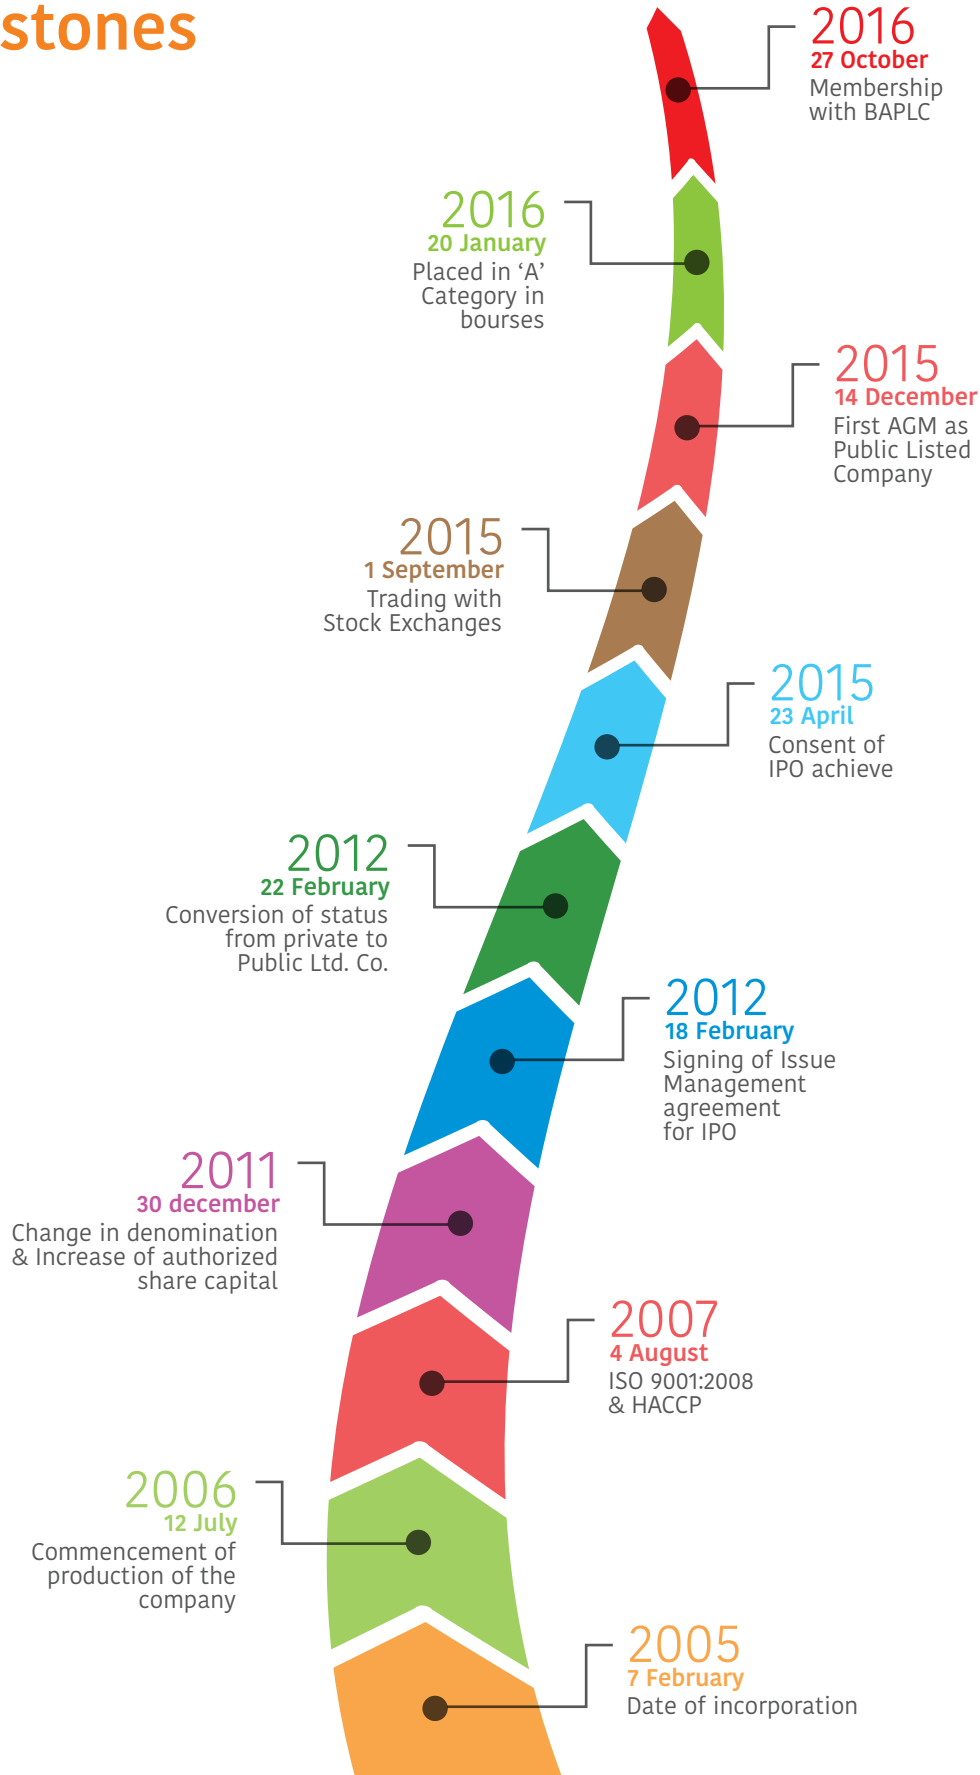 stones
2016
27 October
Membership
with BAPLC
2016
20 January
Placed in ‘A’
Category in
bourses
2015
14 December
First AGM as
Public Listed
Company
2015
1 September
Trading with
Stock Exchanges
2015
23 April
Consent of
IPO achieve
2012
22 February
Conversion of status
from private to
Public Ltd. Co.
2012
18 February
Signing of Issue
Management
agreement
for IPO
2011
30 december
Change in denomination
& Increase of authorized
share capital
2007
4 August
ISO 9001:2008
& HACCP
2006
12 July
Commencement of
production of the
company
2005
7 February
Date of incorporation